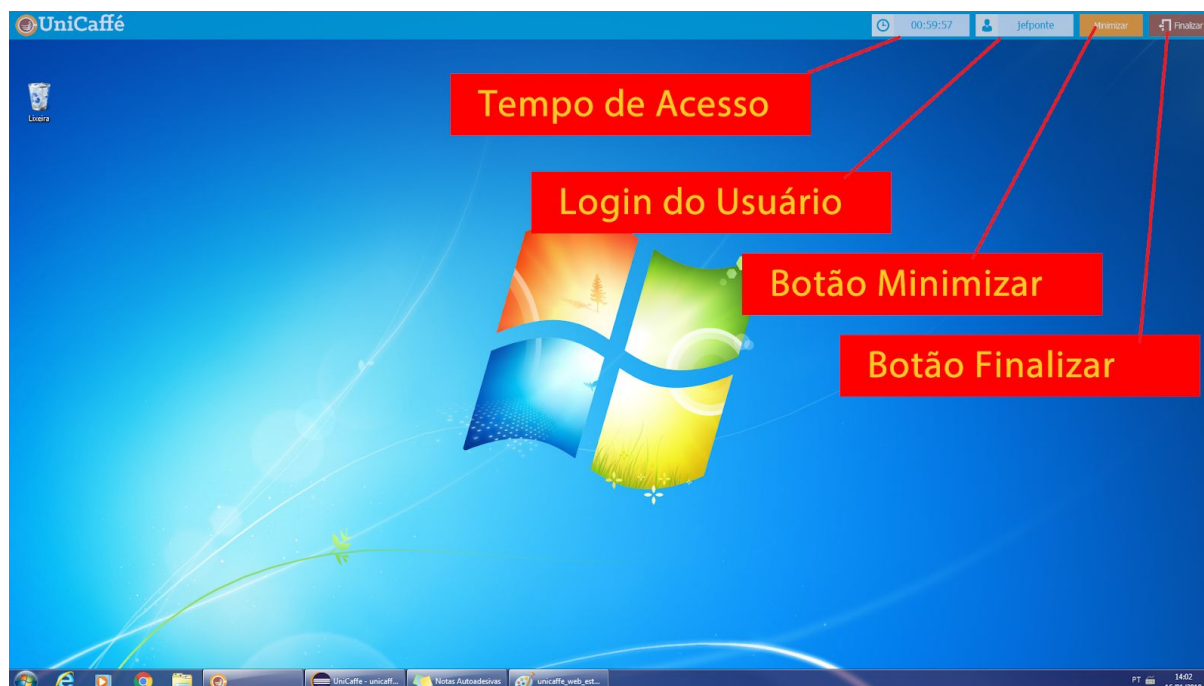 UniCaffé
00:59:57
jefponte
Minimizar
Finalizar
Tempo de Acesso
Lixeira
Login do Usuário
Botão Minimizar
Botão Finalizar
UniCaffe - unicaff...
Notas Autoadesivas
unicaffe_web_est...
PT
14:02